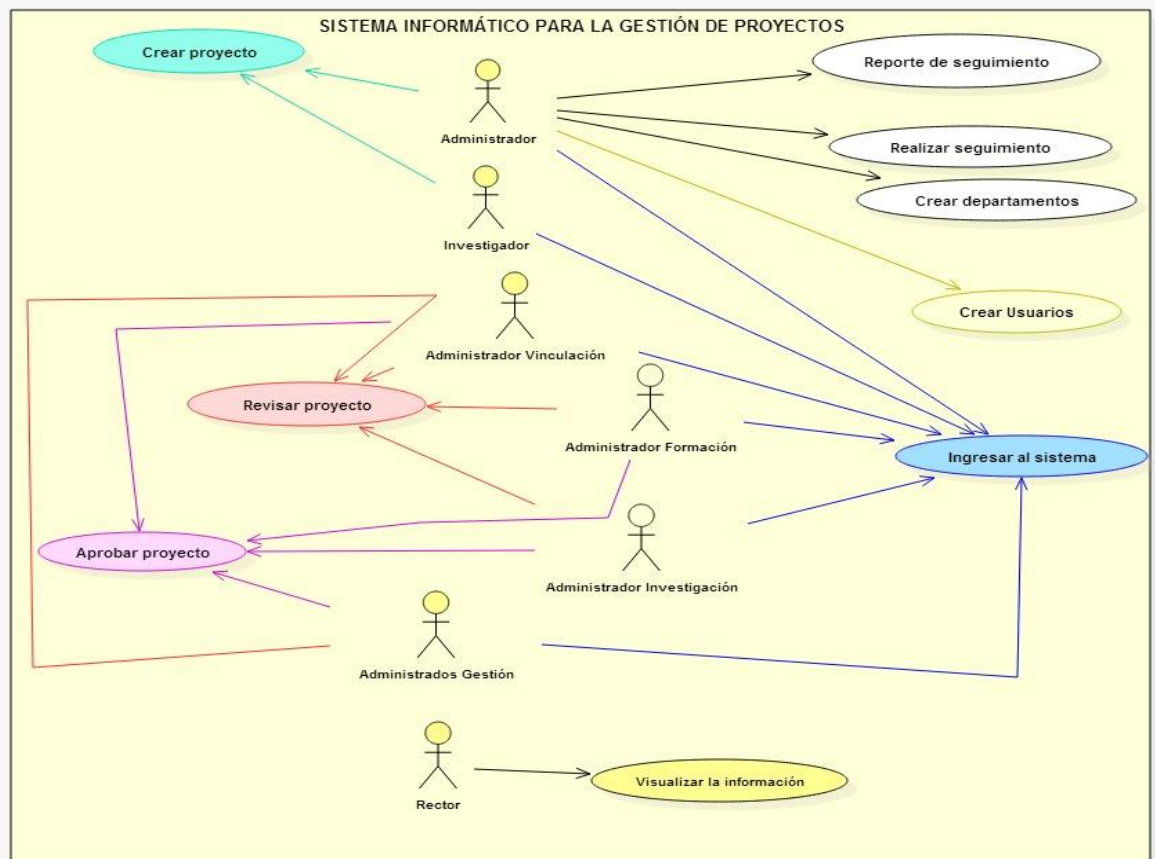 SISTEMA INFORMÁTICO PARA LA GESTIÓN DE PROYECTOS
Crear proyecto
Reporte de seguimiento
Administrador
Realizar seguimiento
Crear departamentos
Investigador
Crear Usuarios
Administrador Vinculación
Revisar proyecto
Administrador Formación
Ingresar al sistema
Aprobar proyecto
Administrador Investigación
Administrados Gestión
Visualizar la información
Rector